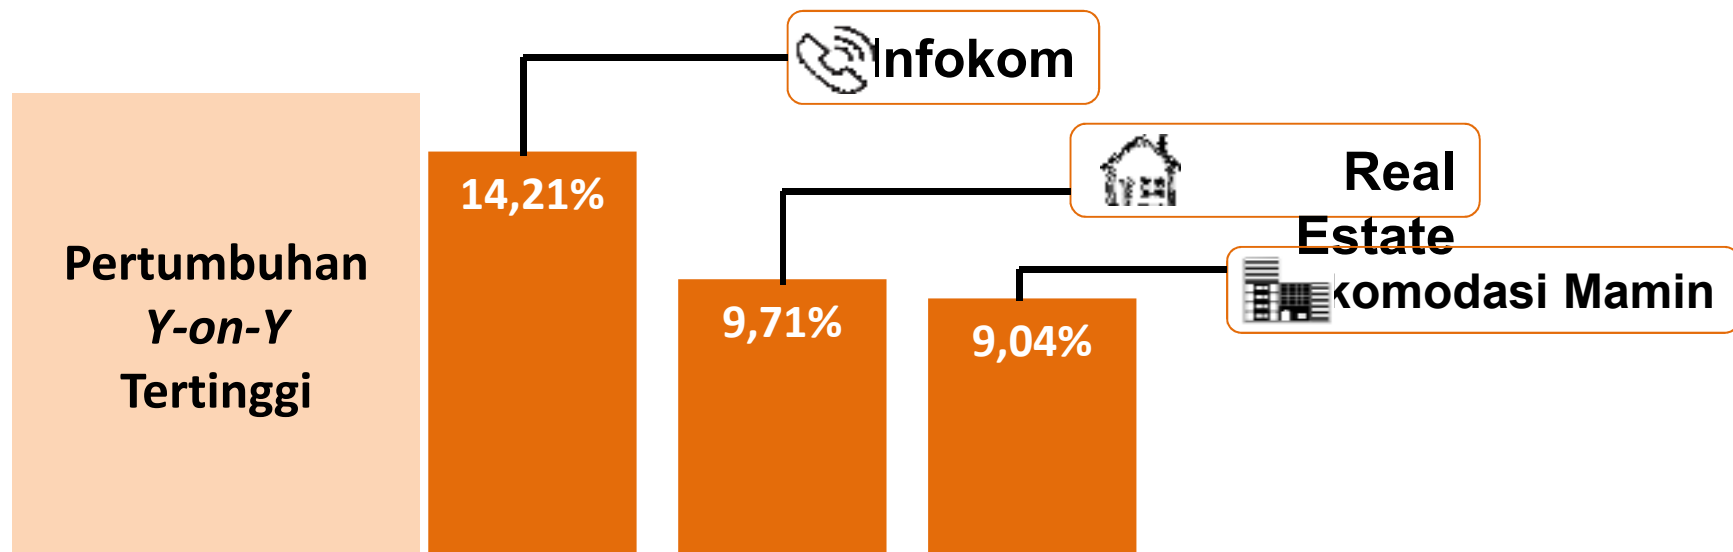 Infokom
Real
Estate
komodasi Mamin
Pertumbuhan
Y-on-Y
Tertinggi
14,21%
9,71%
9,04%